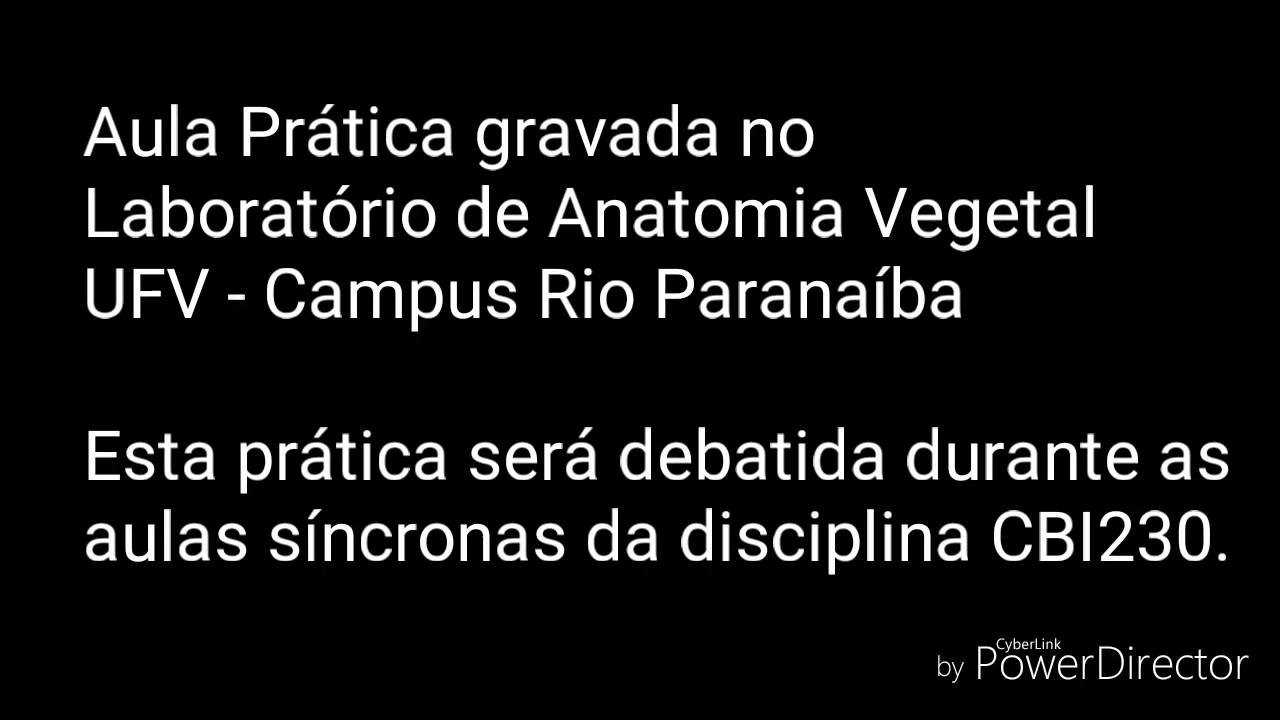 Aula Prática gravada no
Laboratório de Anatomia Vegetal
UFV - Campus Rio Paranaíba
Esta prática será debatida durante as
aulas síncronas da disciplina CBI230.
CyberLink
by PowerDirector